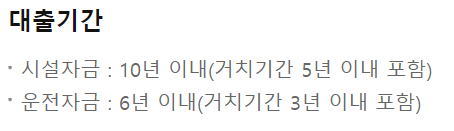 대출기간
· 시설자금 : 10년 이내(거치기간 5년 이내 포함)
· 운전자금 : 6년 이내(거치기간 3년 이내 포함)